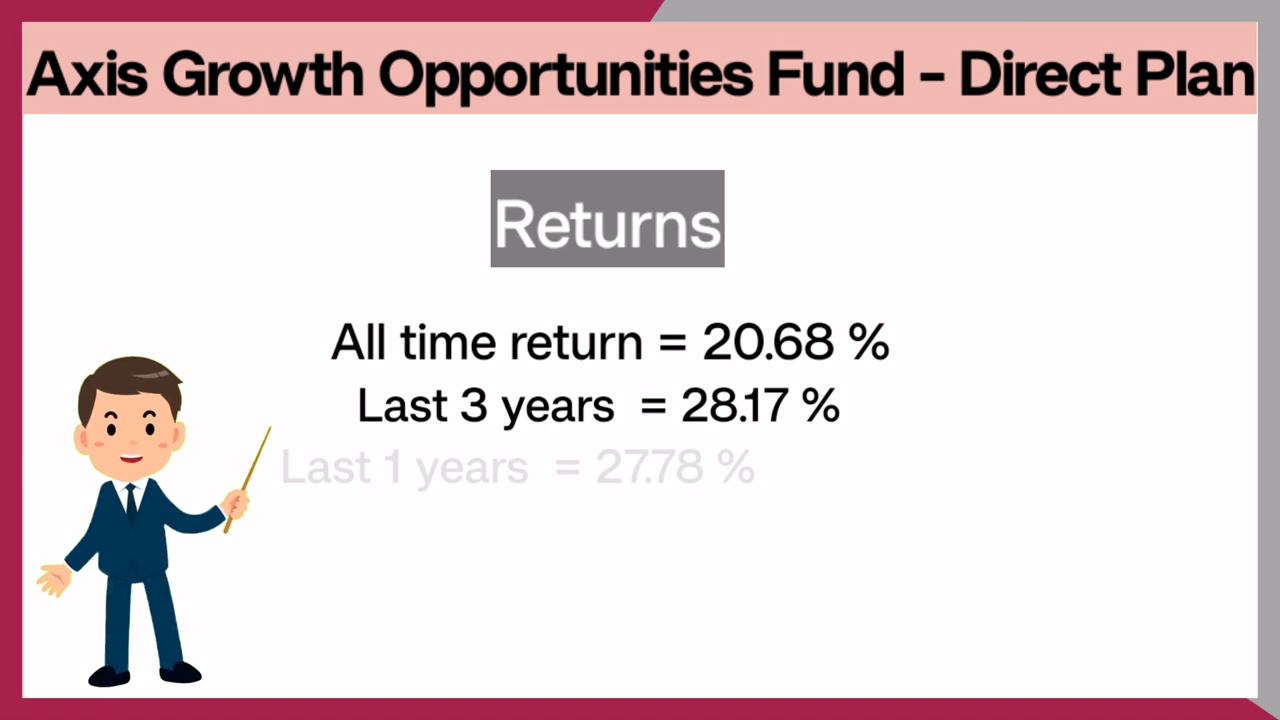 Axis Growth Opportunities Fund - Direct Plan
Returns
All time return = 20.68 %
Last 3 years = 28.17 %
Last 1 years = 27.78 %